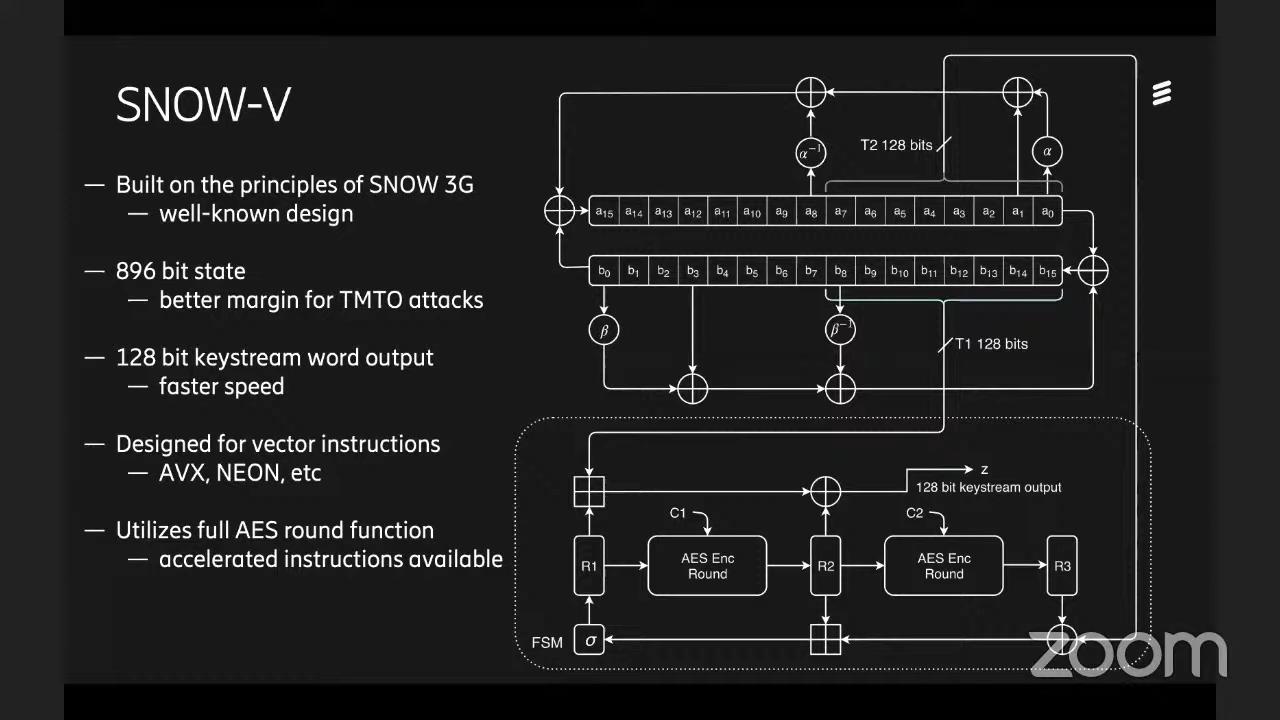 SNOW-V
— Built on the principles of SNOW 3G
— well-known design
— 896 bit state
— better margin for TMTO attacks
— 128 bit keystream word output
— faster speed
— Designed for vector instructions
— AVX, NEON, etc
— Utilizes full AES round function
— accelerated instructions available
α⁻¹
T2 128 bits
α
a₁₅ a₁₄ a₁₃ a₁₂ a₁₁ a₁₀ a₉ a₈ a₇ a₆ a₅ a₄ a₃ a₂ a₁ a₀
b₀ b₁ b₂ b₃ b₄ b₅ b₆ b₇ b₈ b₉ b₁₀ b₁₁ b₁₂ b₁₃ b₁₄ b₁₅
β
β⁻¹
T1 128 bits
z
128 bit keystream output
C1
C2
R1
AES Enc
Round
R2
AES Enc
Round
R3
FSM
σ
zoom